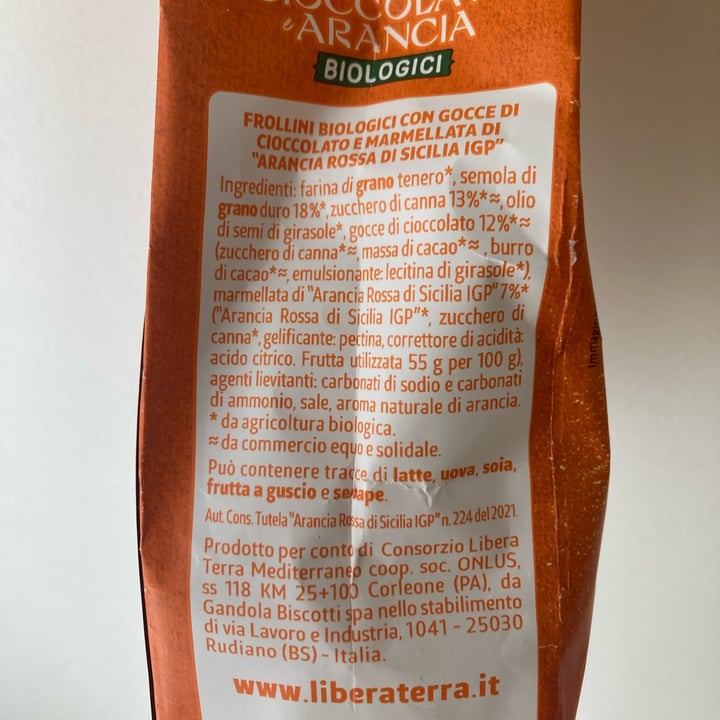 CIOCCOLATO
e ARANCIA
BIOLOGICI
FROLLINI BIOLOGICI CON GOCCE DI
CIOCCOLATO E MARMELLATA DI
"ARANCIA ROSSA DI SICILIA IGP"
Ingredienti: farina di grano tenero*, semola di
grano duro 18%*, zucchero di canna 13%*≈, olio
di semi di girasole*, gocce di cioccolato 12%*≈
(zucchero di canna*≈, massa di cacao*≈, burro
di cacao*≈, emulsionante: lecitina di girasole*),
marmellata di "Arancia Rossa di Sicilia IGP" 7%*
("Arancia Rossa di Sicilia IGP"*, zucchero di
canna*, gelificante: pectina, correttore di acidità:
acido citrico. Frutta utilizzata 55 g per 100 g),
agenti lievitanti: carbonati di sodio e carbonati
di ammonio, sale, aroma naturale di arancia.
* da agricoltura biologica.
≈ da commercio equo e solidale.
Può contenere tracce di latte, uova, soia,
frutta a guscio e senape.
Aut. Cons. Tutela "Arancia Rossa di Sicilia IGP" n. 224 del 2021.
Prodotto per conto di Consorzio Libera
Terra Mediterraneo coop. soc. ONLUS,
ss 118 KM 25+100 Corleone (PA), da
Gandola Biscotti spa nello stabilimento
di via Lavoro e Industria, 1041 - 25030
Rudiano (BS) - Italia.
www.liberaterra.it